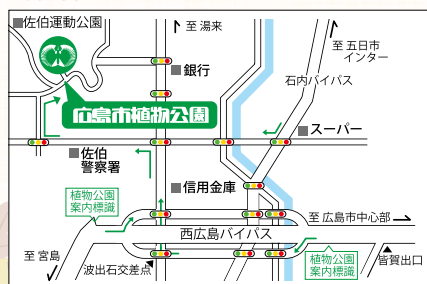 佐伯運動公園
至 湯来
至 五日市
インター
銀行
石内バイパス
広島市植物公園
スーパー
佐伯
警察署
信用金庫
植物公園
案内標識
至 広島市中心部
西広島バイパス
至 宮島
波出石交差点
植物公園
案内標識
皆賀出口